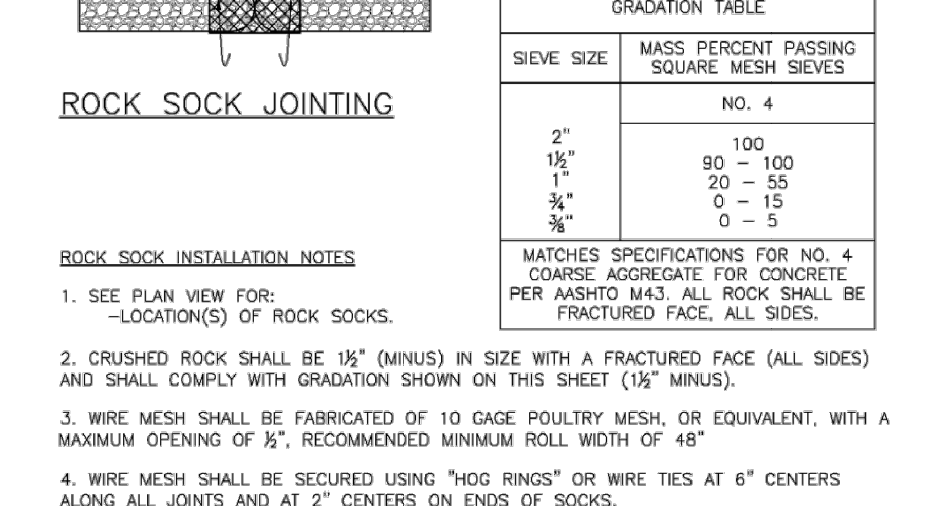 GRADATION TABLE
SIEVE SIZE
MASS PERCENT PASSING
SQUARE MESH SIEVES
NO. 4
2" 100
1½" 90 – 100
1" 20 – 55
¾" 0 – 15
⅜" 0 – 5
MATCHES SPECIFICATIONS FOR NO. 4
COARSE AGGREGATE FOR CONCRETE
PER AASHTO M43. ALL ROCK SHALL BE
FRACTURED FACE, ALL SIDES.
ROCK SOCK JOINTING
ROCK SOCK INSTALLATION NOTES
1. SEE PLAN VIEW FOR:
–LOCATION(S) OF ROCK SOCKS.
2. CRUSHED ROCK SHALL BE 1½" (MINUS) IN SIZE WITH A FRACTURED FACE (ALL SIDES)
AND SHALL COMPLY WITH GRADATION SHOWN ON THIS SHEET (1½" MINUS).
3. WIRE MESH SHALL BE FABRICATED OF 10 GAGE POULTRY MESH, OR EQUIVALENT, WITH A
MAXIMUM OPENING OF ½", RECOMMENDED MINIMUM ROLL WIDTH OF 48"
4. WIRE MESH SHALL BE SECURED USING "HOG RINGS" OR WIRE TIES AT 6" CENTERS
ALONG ALL JOINTS AND AT 2" CENTERS ON ENDS OF SOCKS.